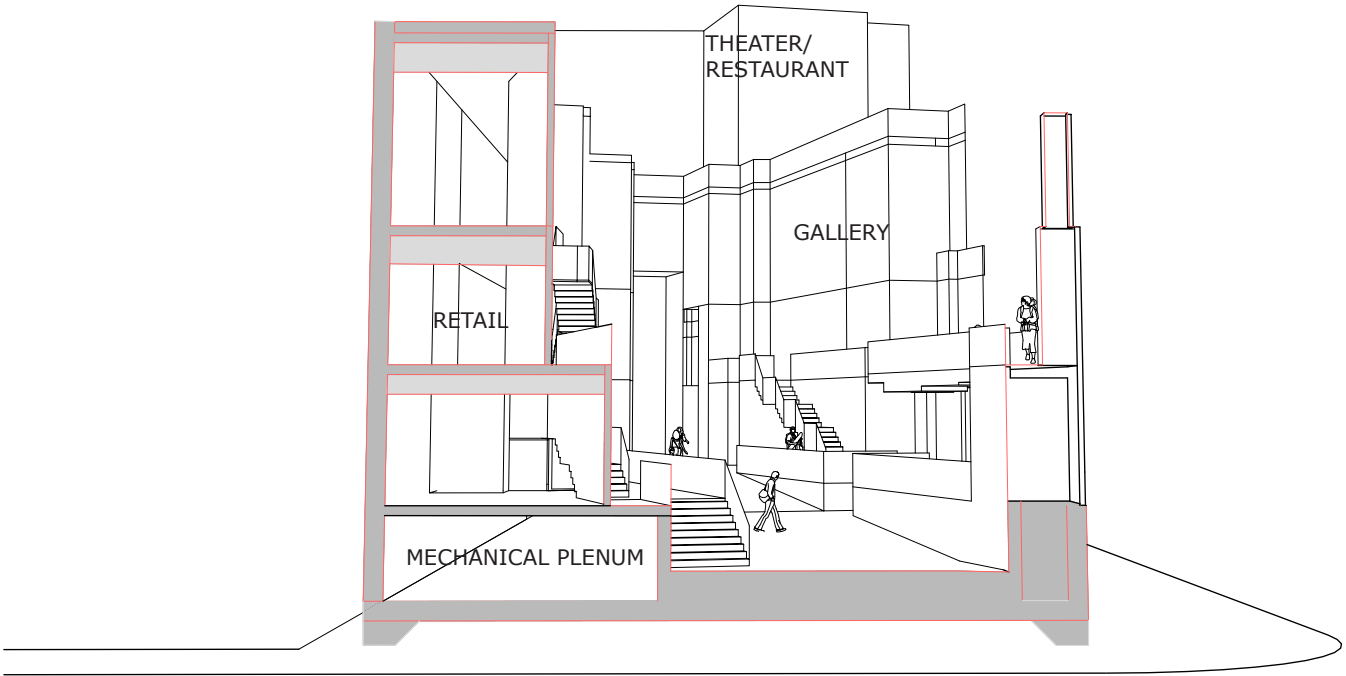 THEATER/
RESTAURANT
GALLERY
RETAIL
MECHANICAL PLENUM